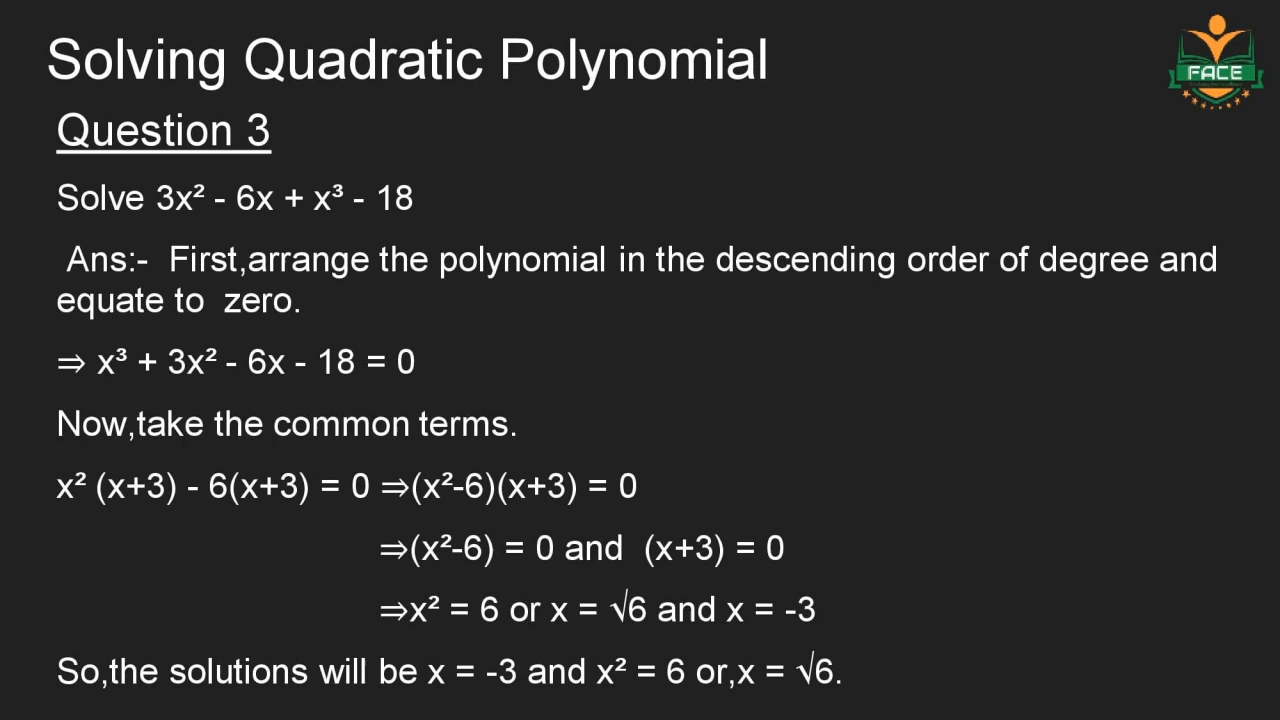 Solving Quadratic Polynomial
FACE
Question 3
Solve 3x² - 6x + x³ - 18
Ans:- First,arrange the polynomial in the descending order of degree and
equate to zero.
⇒ x³ + 3x² - 6x - 18 = 0
Now,take the common terms.
x² (x+3) - 6(x+3) = 0 ⇒(x²-6)(x+3) = 0
⇒(x²-6) = 0 and (x+3) = 0
⇒x² = 6 or x = √6 and x = -3
So,the solutions will be x = -3 and x² = 6 or,x = √6.